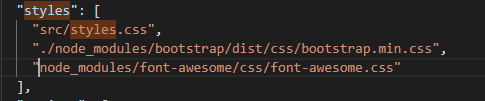 "styles": [
"src/styles.css",
"./node_modules/bootstrap/dist/css/bootstrap.min.css",
"node_modules/font-awesome/css/font-awesome.css"
],